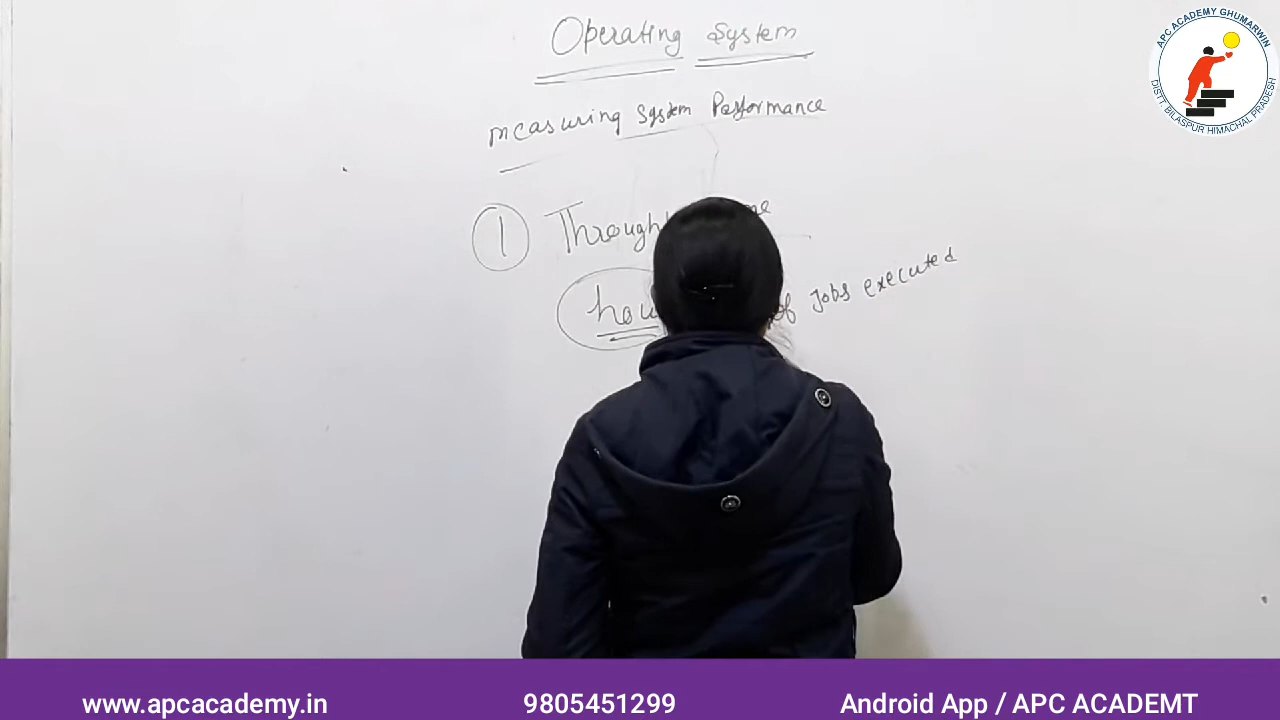 Operating System
measuring System Performance
1
of jobs executed
APC ACADEMY GHUMARWIN
DISTT. BILASPUR HIMACHAL PRADESH
www.apcacademy.in 9805451299 Android App / APC ACADEMT